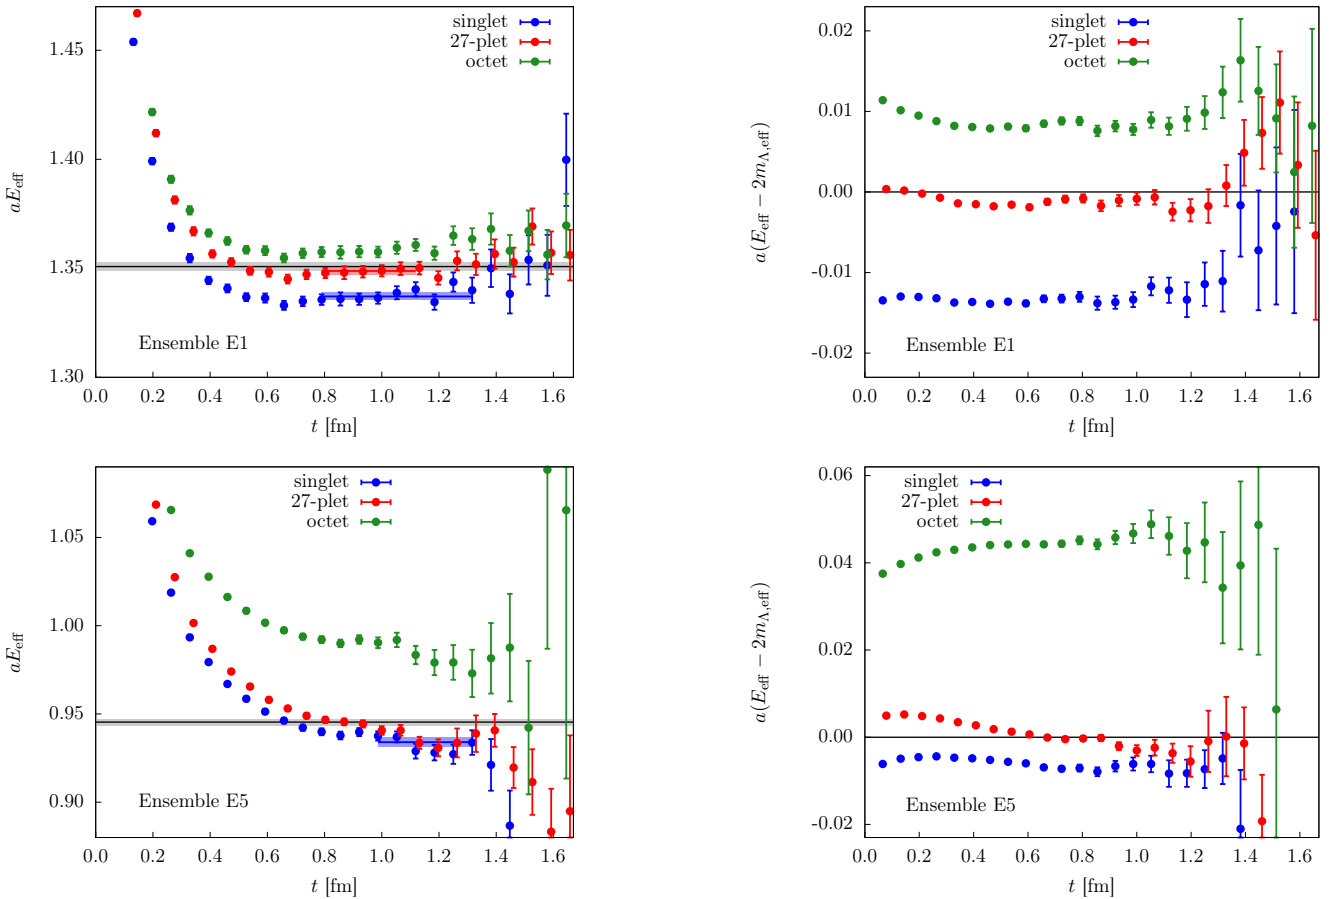 singlet
27-plet
octet
1.45
1.40
1.35
1.30
aE_eff
Ensemble E1
0.0 0.2 0.4 0.6 0.8 1.0 1.2 1.4 1.6
t [fm]
singlet
27-plet
octet
0.02
0.01
0.00
-0.01
-0.02
a(E_eff − 2m_Λ,eff)
Ensemble E1
0.0 0.2 0.4 0.6 0.8 1.0 1.2 1.4 1.6
t [fm]
singlet
27-plet
octet
1.05
1.00
0.95
0.90
aE_eff
Ensemble E5
0.0 0.2 0.4 0.6 0.8 1.0 1.2 1.4 1.6
t [fm]
singlet
27-plet
octet
0.06
0.04
0.02
0.00
-0.02
a(E_eff − 2m_Λ,eff)
Ensemble E5
0.0 0.2 0.4 0.6 0.8 1.0 1.2 1.4 1.6
t [fm]